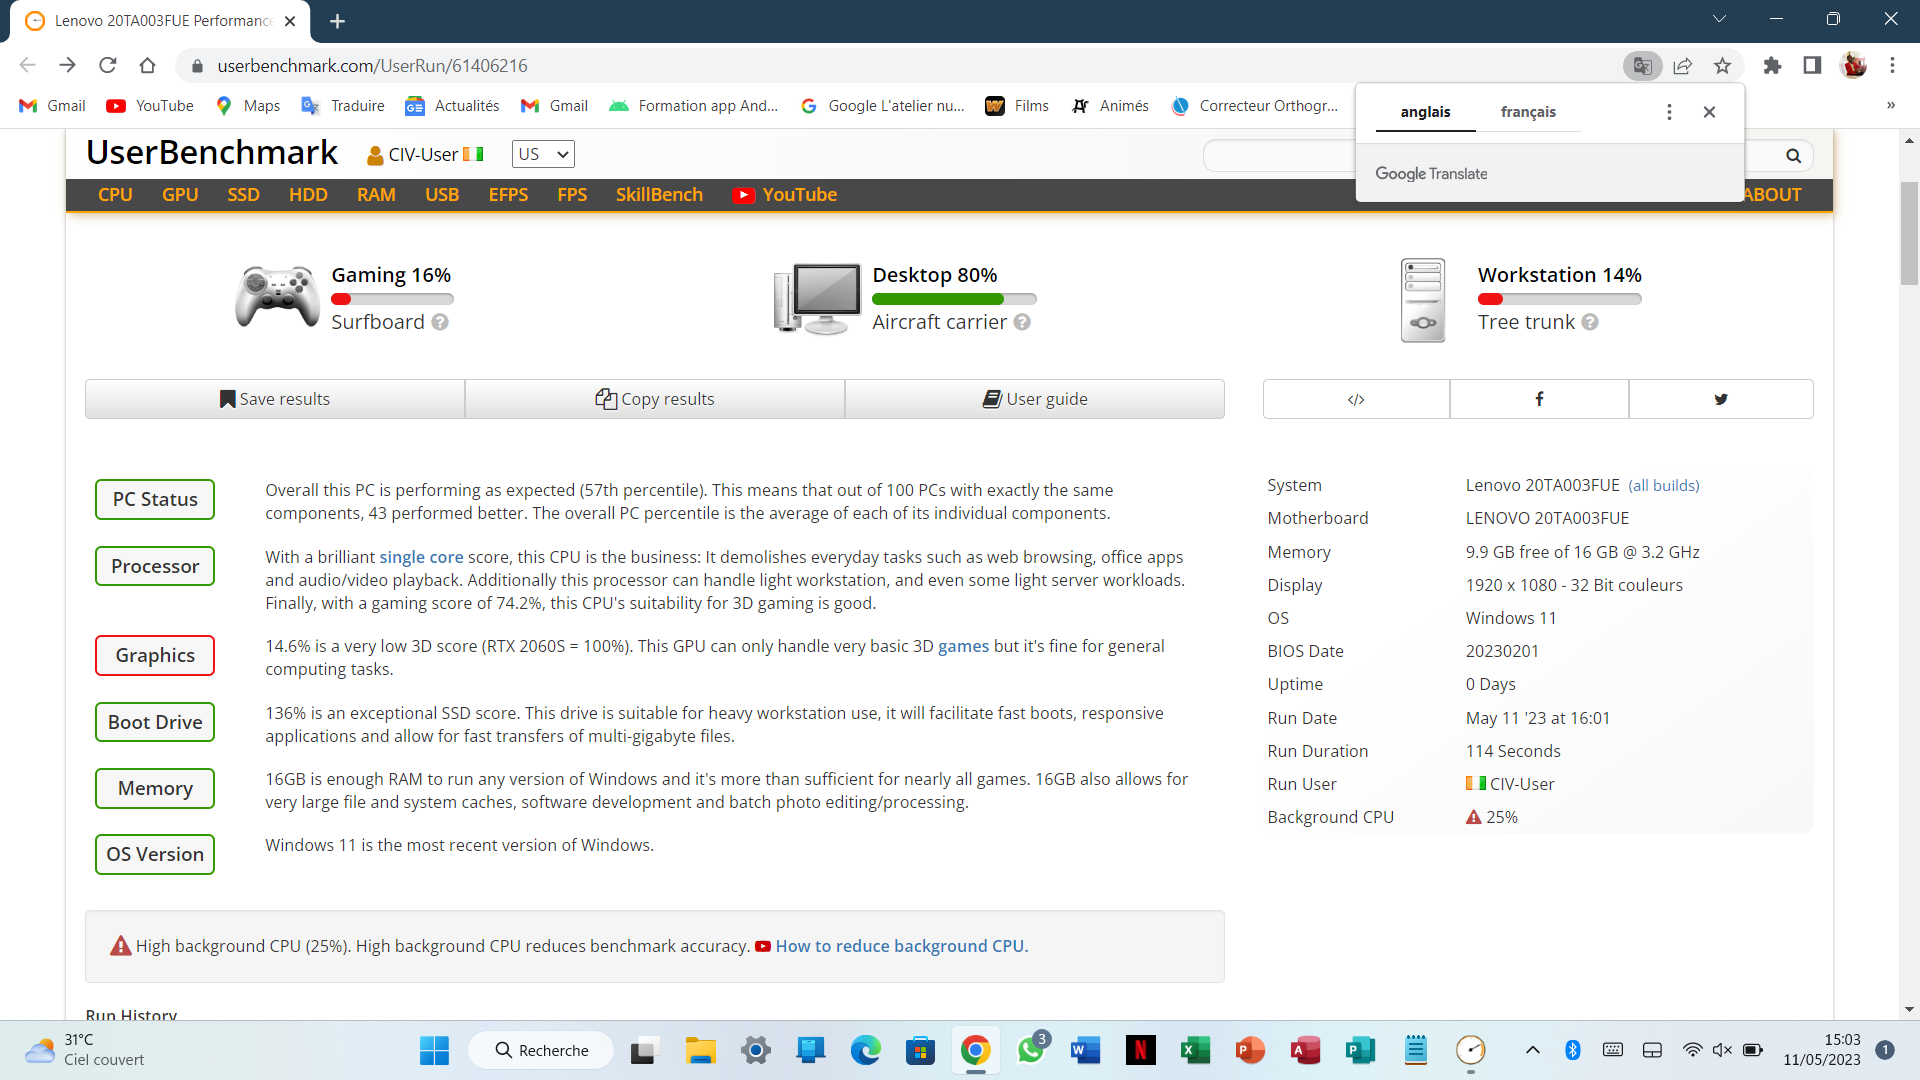 Lenovo 20TA003FUE Performance
userbenchmark.com/UserRun/61406216
Gmail YouTube Maps Traduire Actualités Gmail Formation app And... Google L'atelier nu... Films Animés Correcteur Orthogr... »
anglais français
Google Translate
UserBenchmark CIV-User US
CPU GPU SSD HDD RAM USB EFPS FPS SkillBench YouTube ABOUT
Gaming 16%
Surfboard ?
Desktop 80%
Aircraft carrier ?
Workstation 14%
Tree trunk ?
Save results Copy results User guide </>
PC Status
Overall this PC is performing as expected (57th percentile). This means that out of 100 PCs with exactly the same
components, 43 performed better. The overall PC percentile is the average of each of its individual components.
Processor
With a brilliant single core score, this CPU is the business: It demolishes everyday tasks such as web browsing, office apps
and audio/video playback. Additionally this processor can handle light workstation, and even some light server workloads.
Finally, with a gaming score of 74.2%, this CPU's suitability for 3D gaming is good.
Graphics
14.6% is a very low 3D score (RTX 2060S = 100%). This GPU can only handle very basic 3D games but it's fine for general
computing tasks.
Boot Drive
136% is an exceptional SSD score. This drive is suitable for heavy workstation use, it will facilitate fast boots, responsive
applications and allow for fast transfers of multi-gigabyte files.
Memory
16GB is enough RAM to run any version of Windows and it's more than sufficient for nearly all games. 16GB also allows for
very large file and system caches, software development and batch photo editing/processing.
OS Version
Windows 11 is the most recent version of Windows.
System Lenovo 20TA003FUE (all builds)
Motherboard LENOVO 20TA003FUE
Memory 9.9 GB free of 16 GB @ 3.2 GHz
Display 1920 x 1080 - 32 Bit couleurs
OS Windows 11
BIOS Date 20230201
Uptime 0 Days
Run Date May 11 '23 at 16:01
Run Duration 114 Seconds
Run User CIV-User
Background CPU 25%
High background CPU (25%). High background CPU reduces benchmark accuracy. How to reduce background CPU.
Run History
31°C
Ciel couvert
Recherche
3
15:03
11/05/2023
1